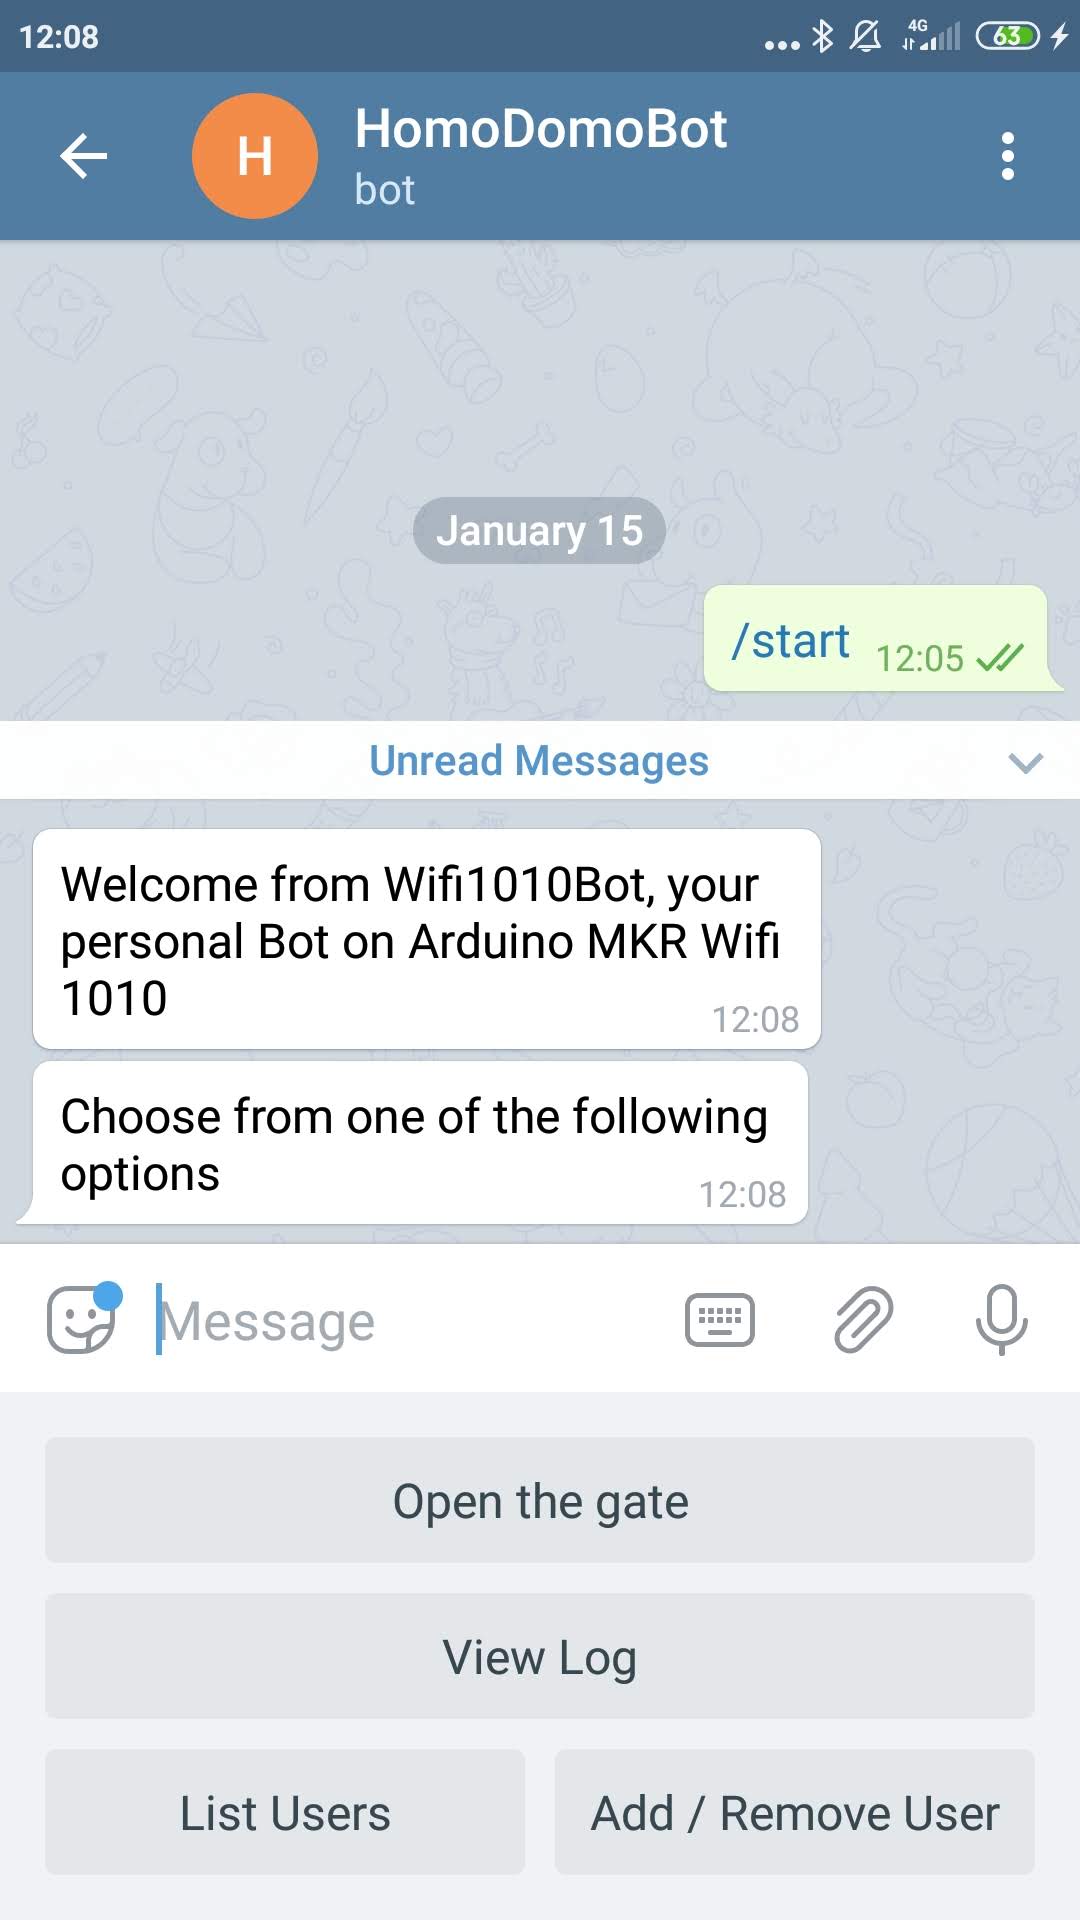 12:08
4G
63
H
HomoDomoBot
bot
January 15
/start 12:05
Unread Messages
Welcome from Wifi1010Bot, your
personal Bot on Arduino MKR Wifi
1010
12:08
Choose from one of the following
options
12:08
Message
Open the gate
View Log
List Users
Add / Remove User